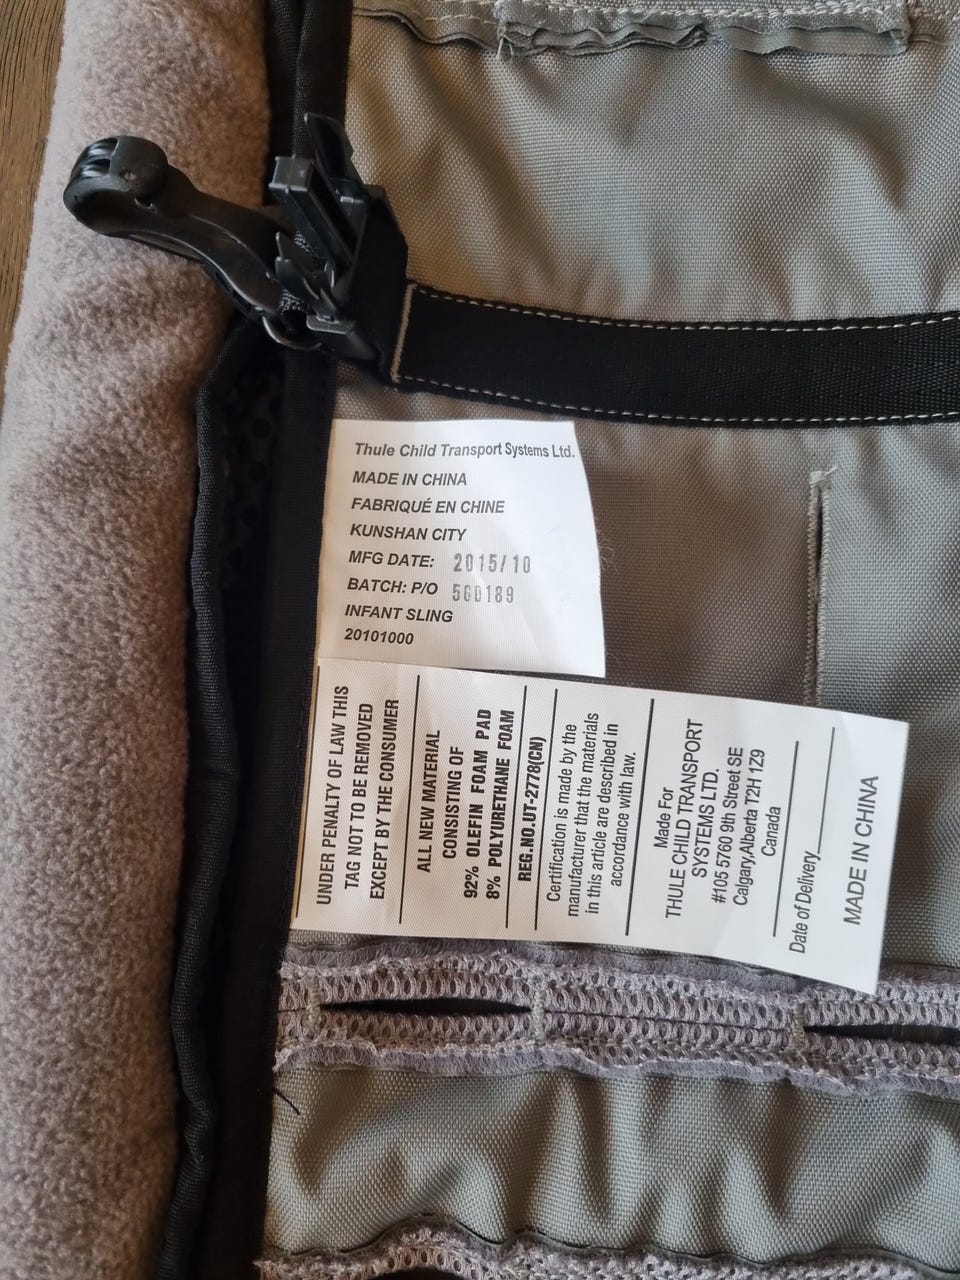 Thule Child Transport Systems Ltd.
MADE IN CHINA
FABRIQUÉ EN CHINE
KUNSHAN CITY
MFG DATE: 2015/10
BATCH: P/O 560189
INFANT SLING
20101000
UNDER PENALTY OF LAW THIS
TAG NOT TO BE REMOVED
EXCEPT BY THE CONSUMER
ALL NEW MATERIAL
CONSISTING OF
92% OLEFIN FOAM PAD
8% POLYURETHANE FOAM
REG.NO.UT-2778(CN)
Certification is made by the
manufacturer that the materials
in this article are described in
accordance with law.
Made For
THULE CHILD TRANSPORT
SYSTEMS LTD.
#105 5760 9th Street SE
Calgary,Alberta T2H 1Z9
Canada
Date of Delivery
MADE IN CHINA